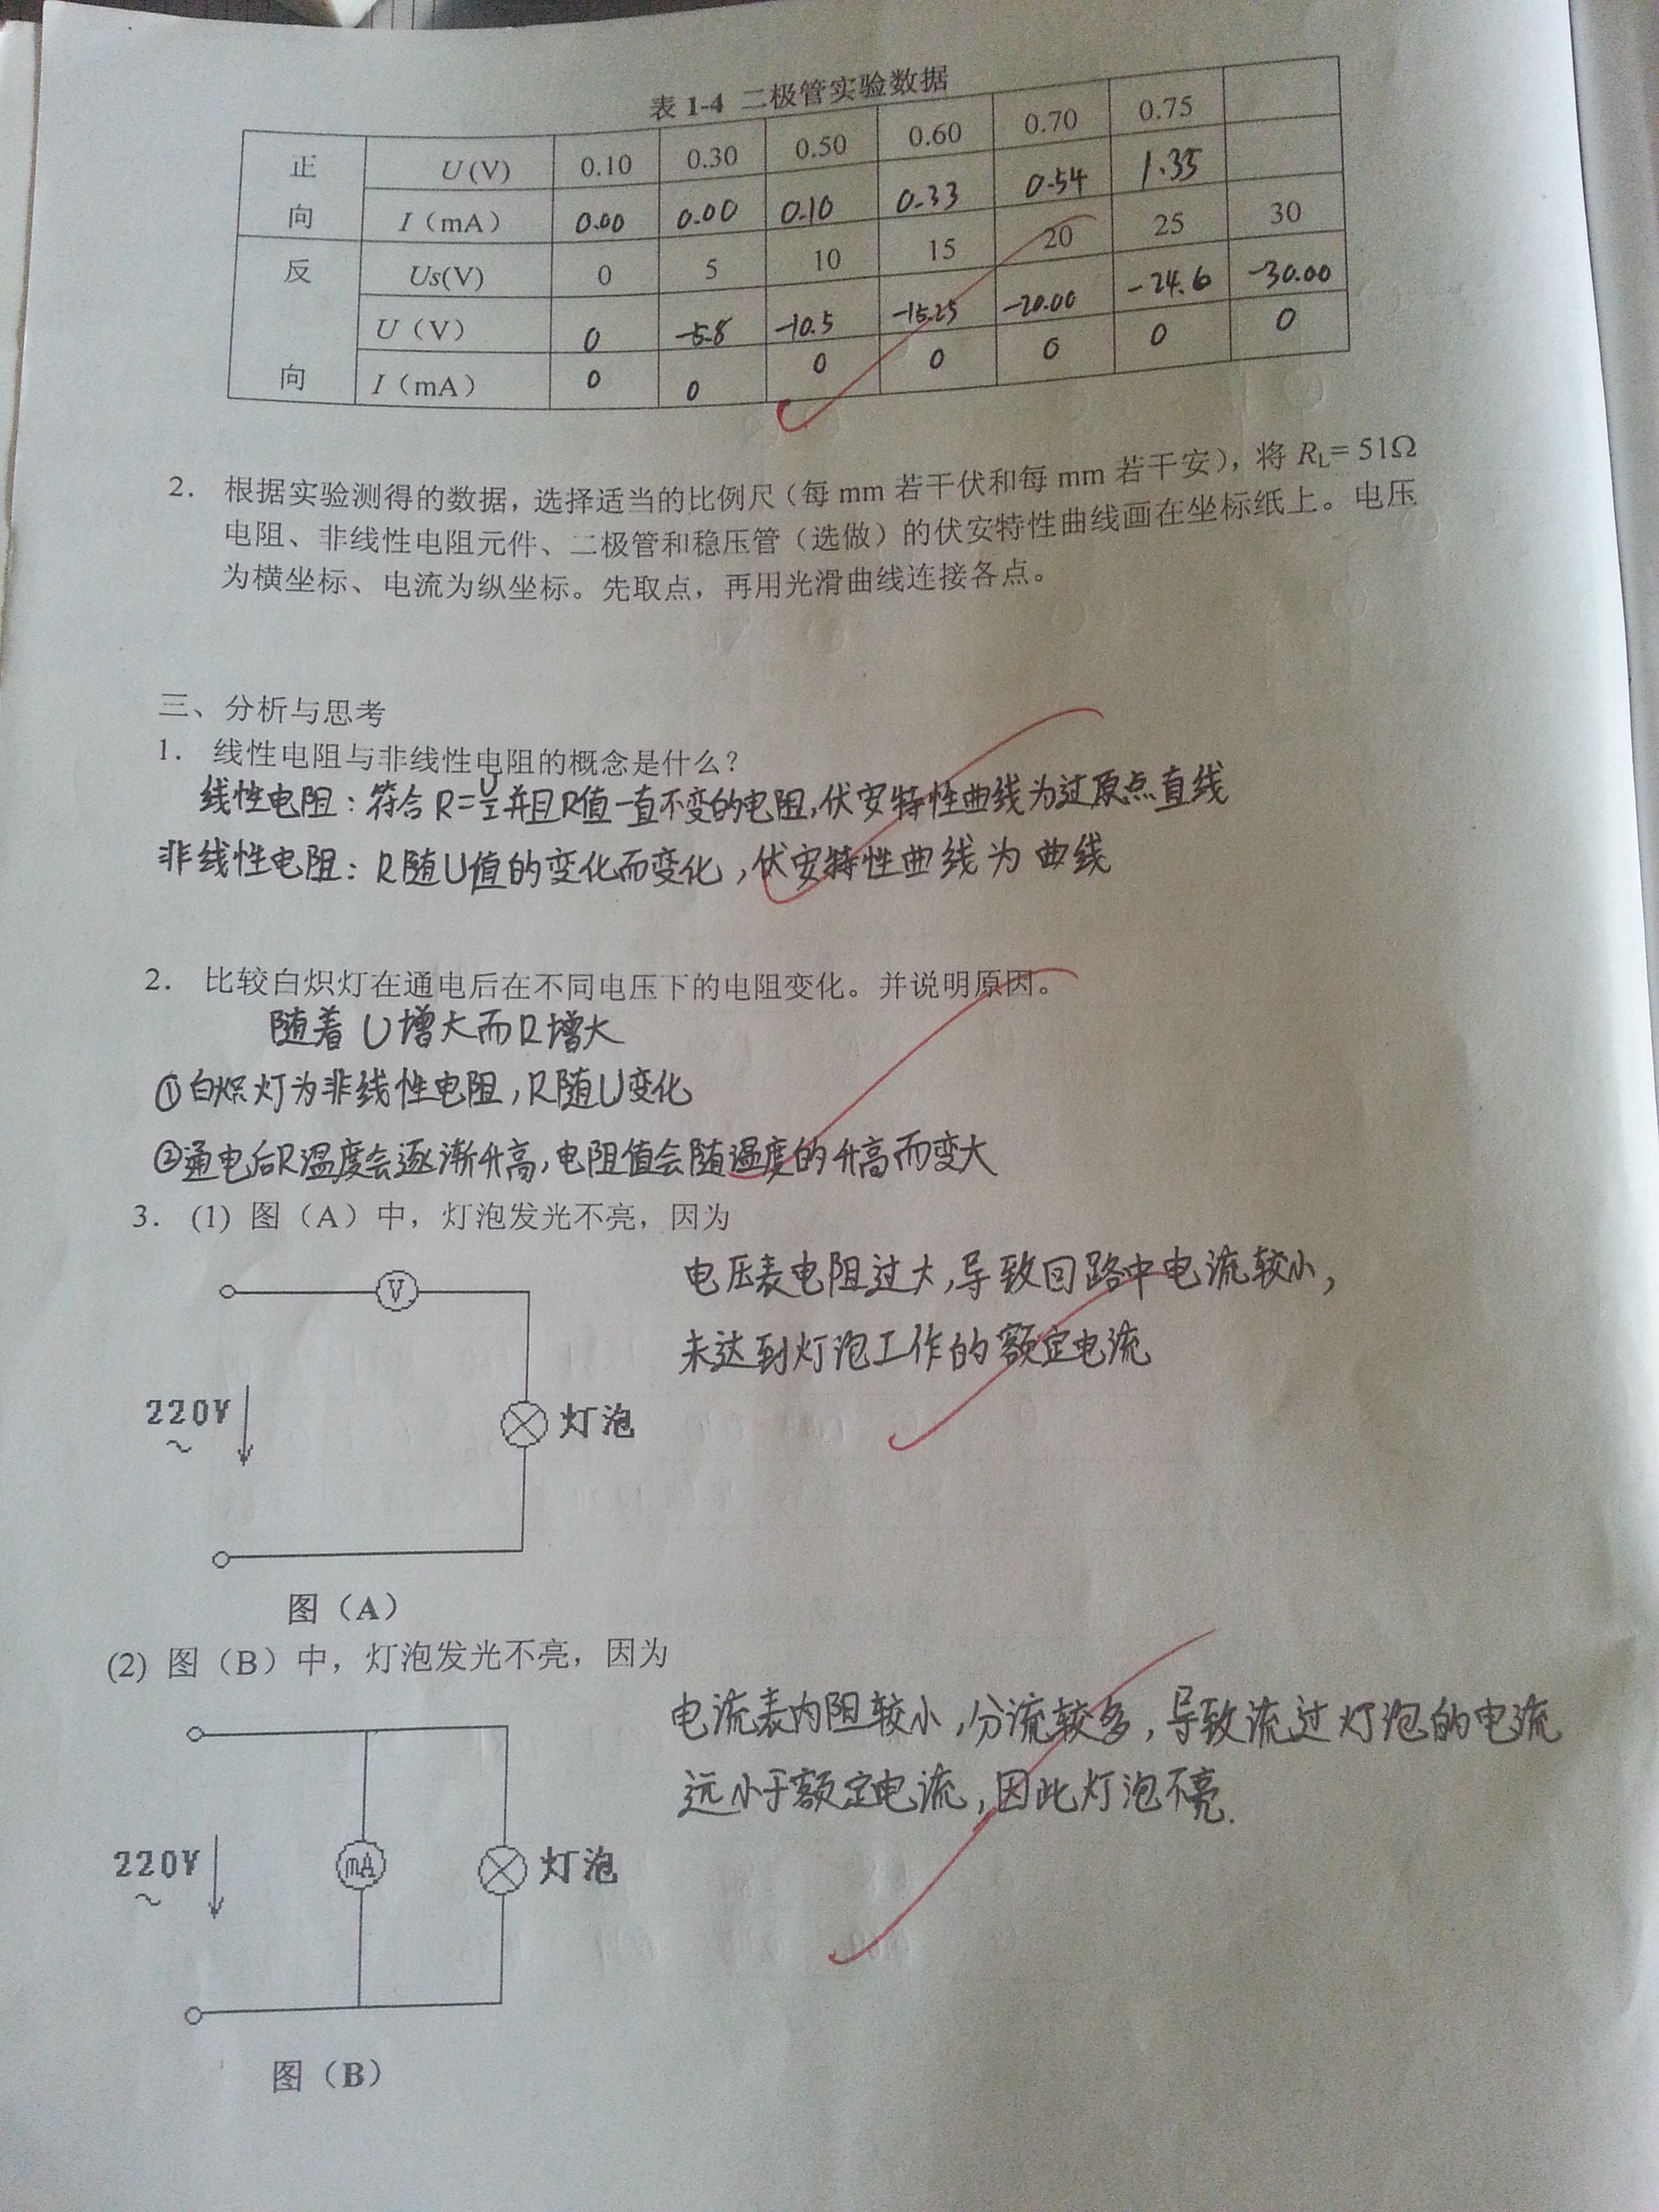 表 1-4 二极管实验数据
正向 U(V) 0.10 0.30 0.50 0.60 0.70 0.75
I（mA） 0.00 0.00 0.10 0.33 0.54 1.35
反向 Us(V) 0 5 10 15 20 25 30
U（V） 0 -5.8 -10.5 -15.25 -20.00 -24.6 -30.00
I（mA） 0 0 0 0 0 0 0
2. 根据实验测得的数据，选择适当的比例尺（每 mm 若干伏和每 mm 若干安），将 RL= 51Ω
电阻、非线性电阻元件、二极管和稳压管（选做）的伏安特性曲线画在坐标纸上。电压
为横坐标、电流为纵坐标。先取点，再用光滑曲线连接各点。
三、分析与思考
1. 线性电阻与非线性电阻的概念是什么？
线性电阻：符合R=U/I并且R值一直不变的电阻,伏安特性曲线为过原点直线
非线性电阻：R随U值的变化而变化,伏安特性曲线为曲线
2. 比较白炽灯在通电后在不同电压下的电阻变化。并说明原因。
随着U增大而R增大
①白炽灯为非线性电阻,R随U变化
②通电后R温度会逐渐升高,电阻值会随温度的升高而变大
3. (1) 图（A）中，灯泡发光不亮，因为
电压表电阻过大,导致回路中电流较小,
未达到灯泡工作的额定电流
V
220V
~
灯泡
图（A）
(2) 图（B）中，灯泡发光不亮，因为
电流表内阻较小,分流较多,导致流过灯泡的电流
远小于额定电流,因此灯泡不亮.
220V
~
mA
灯泡
图（B）